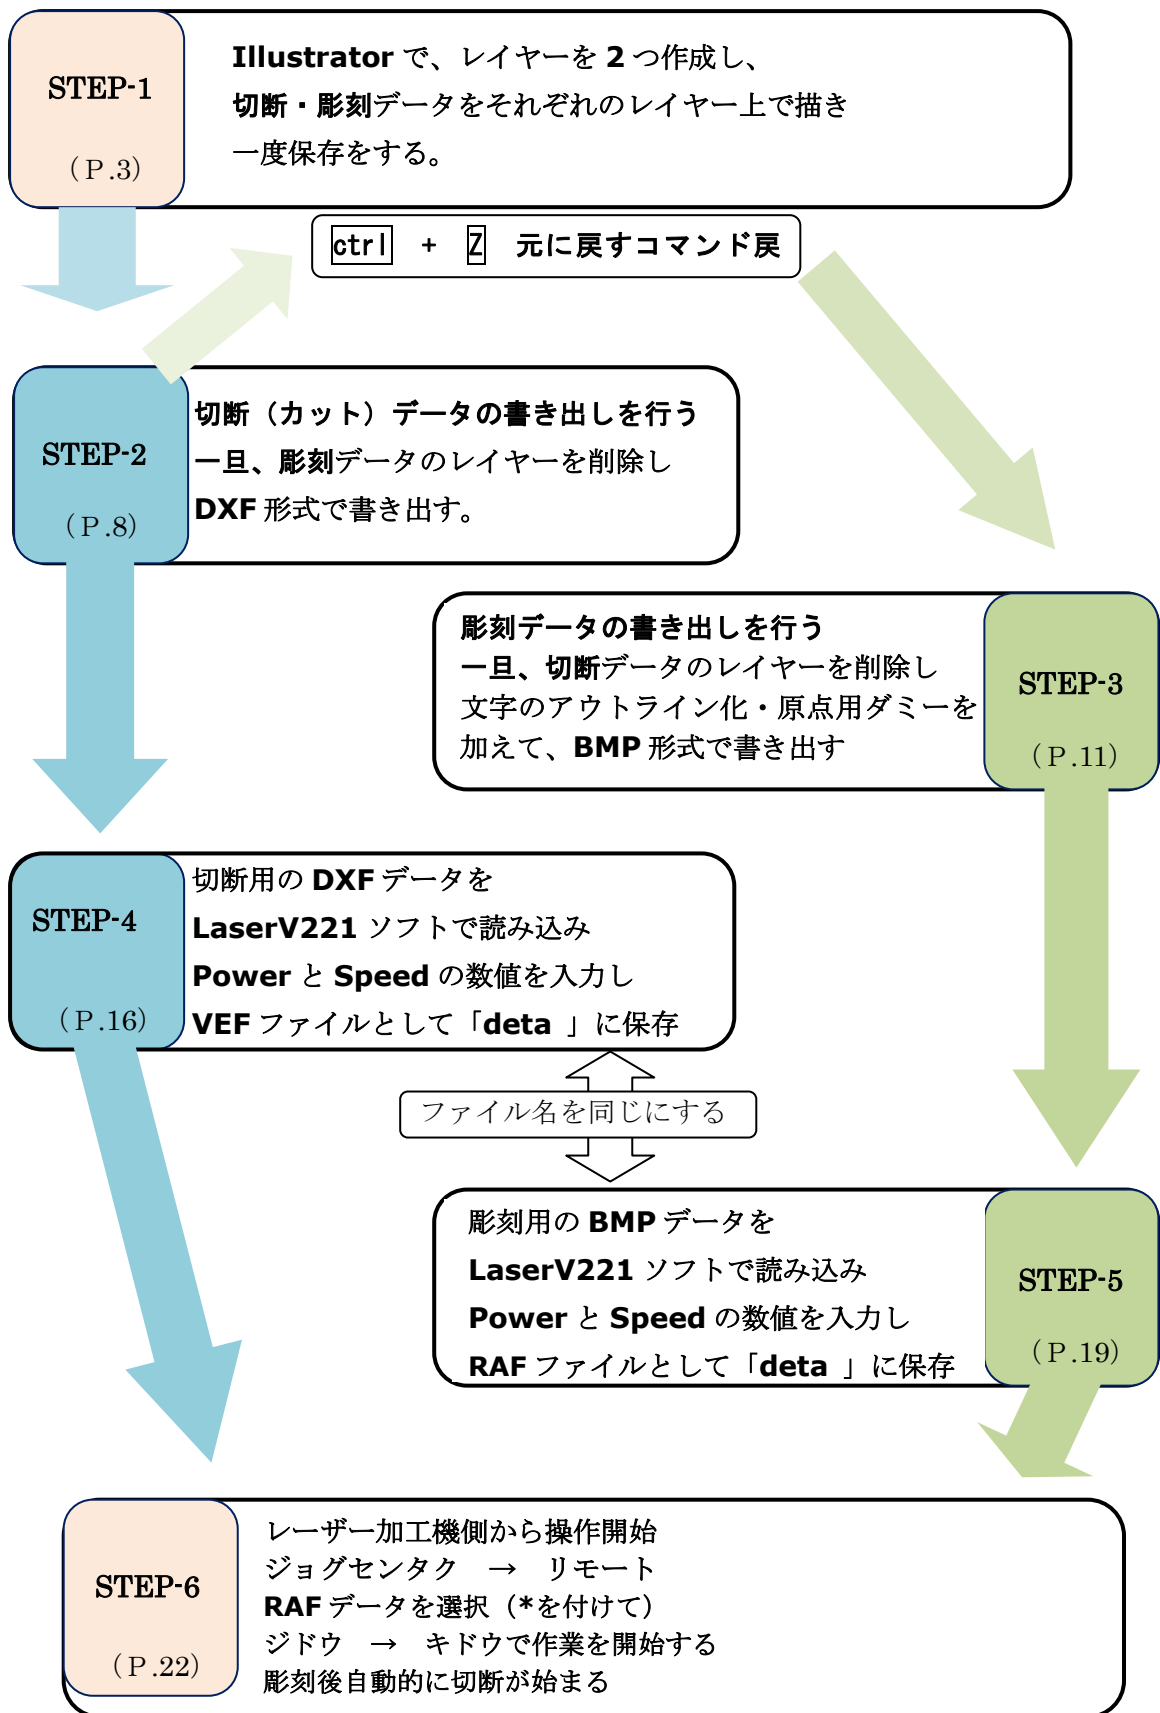 STEP-1
（P.3）
Illustrator で、レイヤーを 2 つ作成し、
切断・彫刻データをそれぞれのレイヤー上で描き
一度保存をする。
ctrl + Z 元に戻すコマンド戻
STEP-2
（P.8）
切断（カット）データの書き出しを行う
一旦、彫刻データのレイヤーを削除し
DXF 形式で書き出す。
彫刻データの書き出しを行う
一旦、切断データのレイヤーを削除し
文字のアウトライン化・原点用ダミーを
加えて、BMP 形式で書き出す
STEP-3
（P.11）
STEP-4
（P.16）
切断用の DXF データを
LaserV221 ソフトで読み込み
Power と Speed の数値を入力し
VEF ファイルとして「deta 」に保存
ファイル名を同じにする
彫刻用の BMP データを
LaserV221 ソフトで読み込み
Power と Speed の数値を入力し
RAF ファイルとして「deta 」に保存
STEP-5
（P.19）
STEP-6
（P.22）
レーザー加工機側から操作開始
ジョグセンタク → リモート
RAF データを選択（*を付けて）
ジドウ → キドウで作業を開始する
彫刻後自動的に切断が始まる